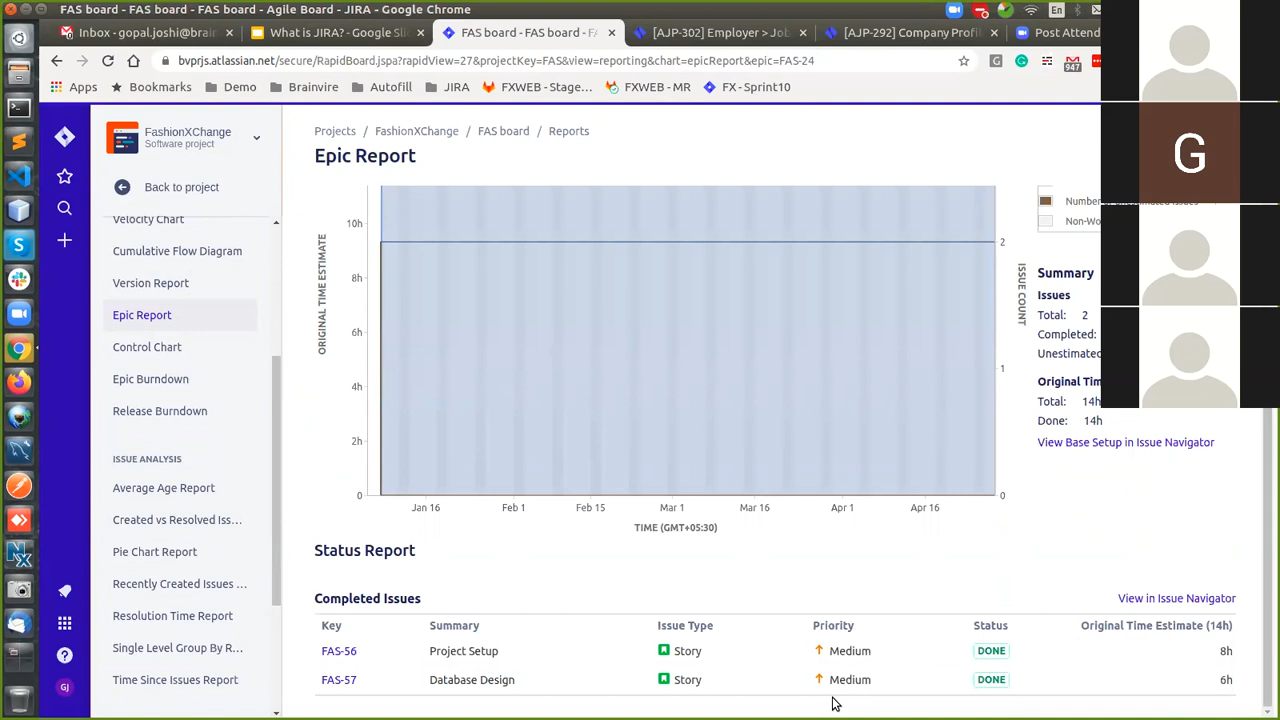 FAS board - FAS board - FAS board - Agile Board - JIRA - Google Chrome
En
Inbox - gopal.joshi@brain
What is JIRA? - Google Slid
FAS board - FAS board - FA
[AJP-302] Employer > Job
[AJP-292] Company Profil
Post Attend
bvprjs.atlassian.net/secure/RapidBoard.jspa?rapidView=27&projectKey=FAS&view=reporting&chart=epicReport&epic=FAS-24
947
Apps
Bookmarks
Demo
Brainvire
Autofill
JIRA
FXWEB - Stage...
FXWEB - MR
FX - Sprint10
G
FashionXChange
Software project
Back to project
Velocity Chart
Cumulative Flow Diagram
Version Report
Epic Report
Control Chart
Epic Burndown
Release Burndown
ISSUE ANALYSIS
Average Age Report
Created vs Resolved Iss...
Pie Chart Report
Recently Created Issues ...
Resolution Time Report
Single Level Group By R...
Time Since Issues Report
GJ
Projects / FashionXChange / FAS board / Reports
Epic Report
ORIGINAL TIME ESTIMATE
10h
8h
6h
4h
2h
0
2
1
0
ISSUE COUNT
Jan 16 Feb 1 Feb 15 Mar 1 Mar 16 Apr 1 Apr 16
TIME (GMT+05:30)
Non-Wo
Summary
Issues
Total: 2
Completed:
Unestimated
Original Tim
Total: 14h
Done: 14h
View Base Setup in Issue Navigator
Status Report
Completed Issues
View in Issue Navigator
Key Summary Issue Type Priority Status Original Time Estimate (14h)
FAS-56 Project Setup Story Medium DONE 8h
FAS-57 Database Design Story Medium DONE 6h